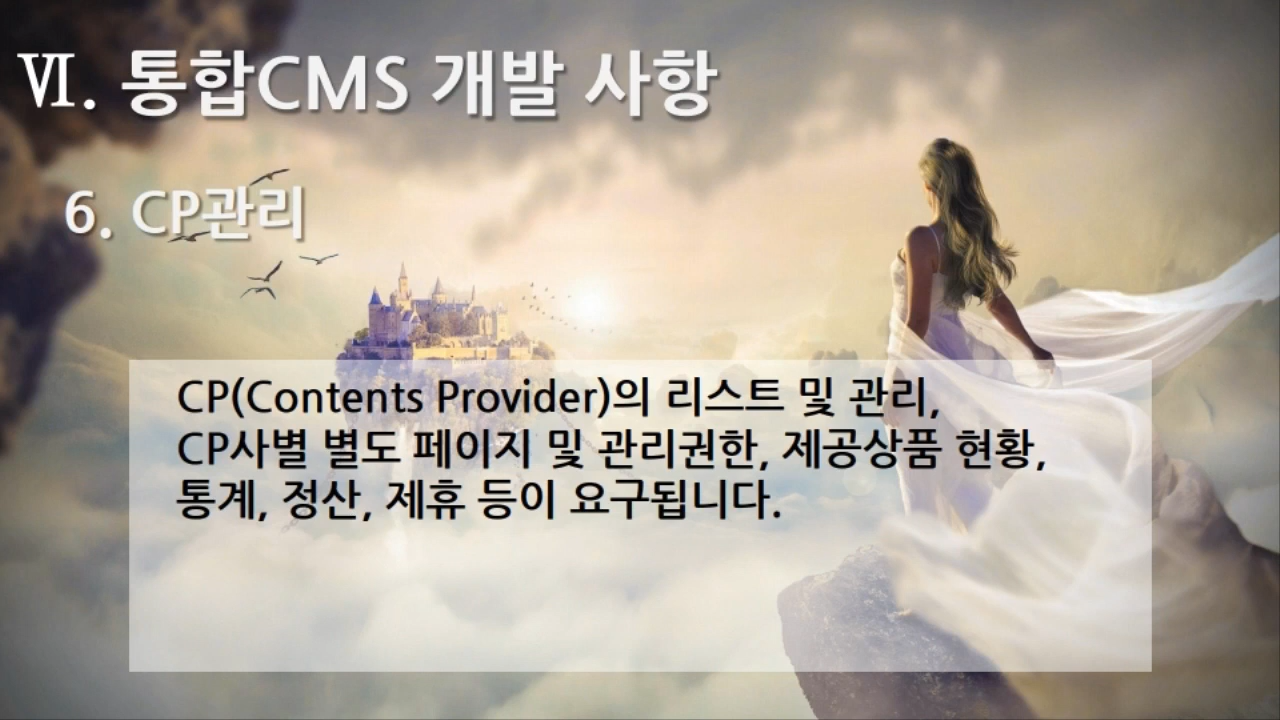 Ⅵ. 통합CMS 개발 사항
6. CP관리
CP(Contents Provider)의 리스트 및 관리,
CP사별 별도 페이지 및 관리권한, 제공상품 현황,
통계, 정산, 제휴 등이 요구됩니다.